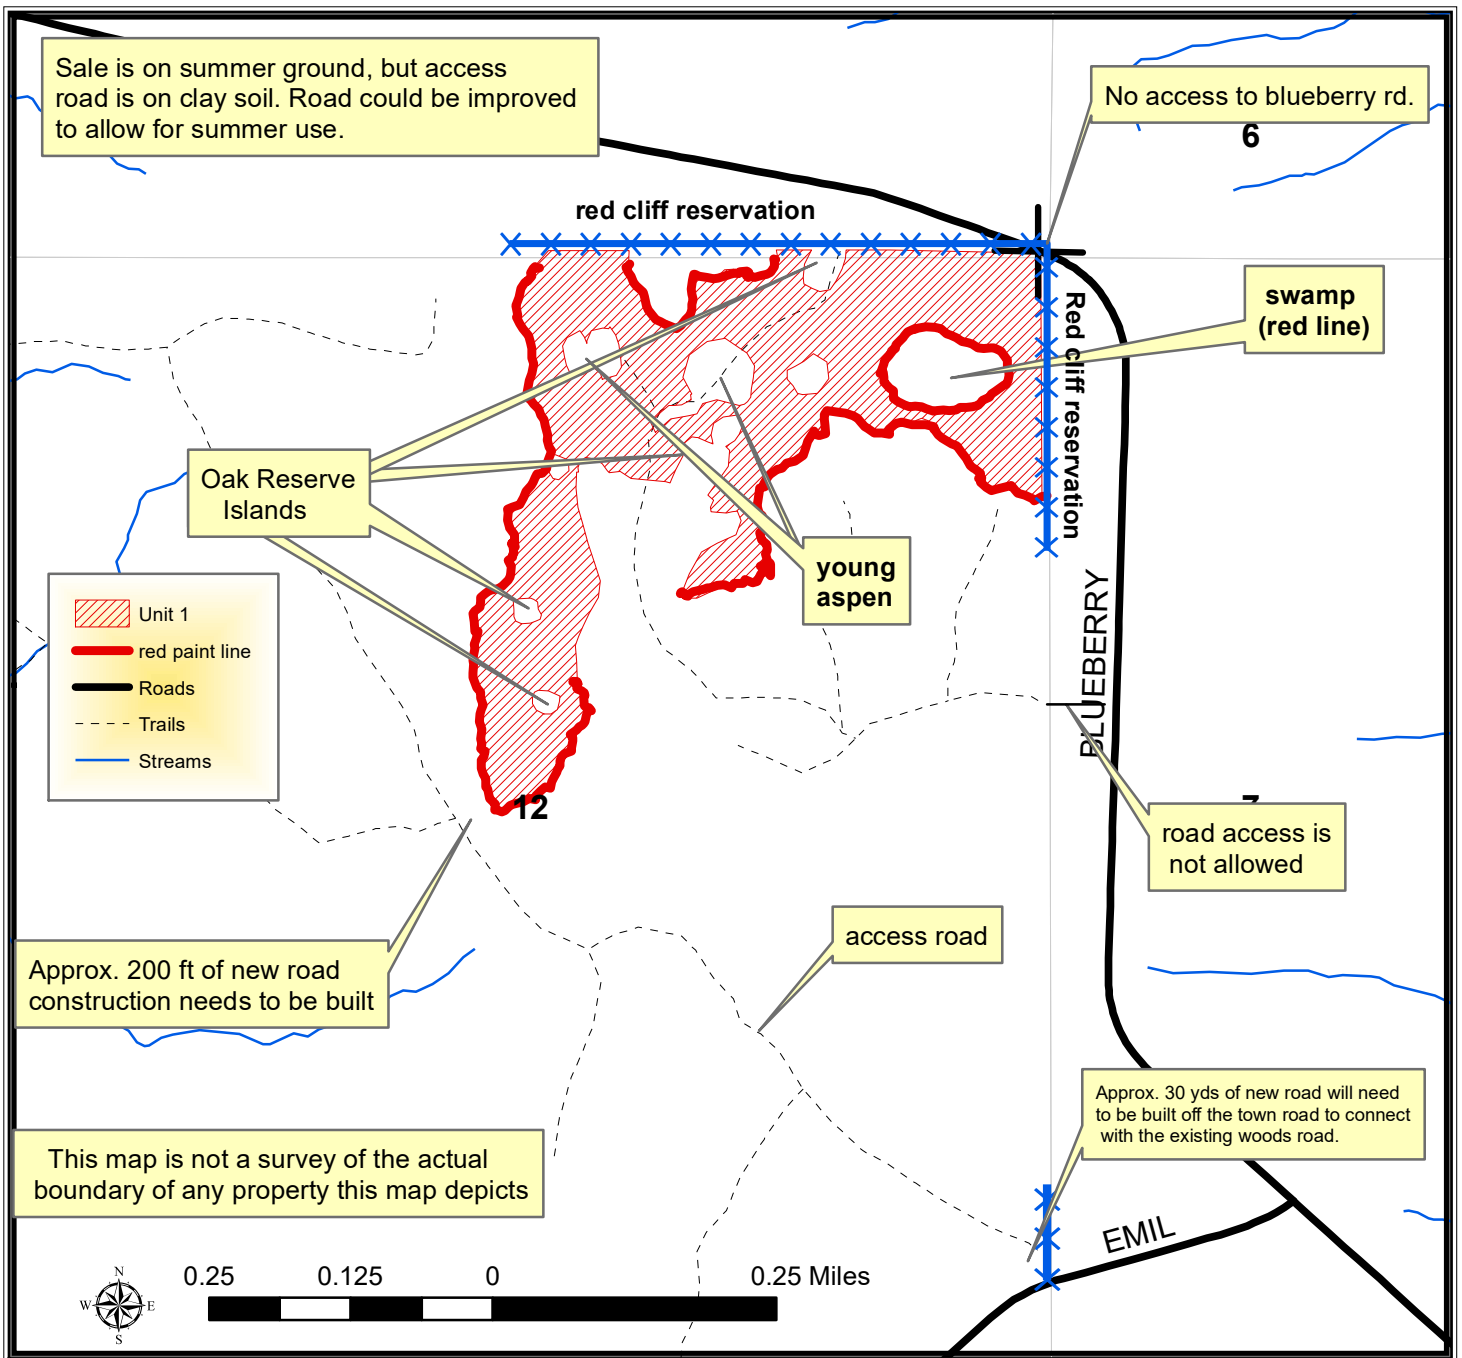 Sale is on summer ground, but access
road is on clay soil. Road could be improved
to allow for summer use.
No access to blueberry rd.
6
red cliff reservation
swamp
(red line)
Red cliff reservation
Oak Reserve
Islands
young
aspen
Unit 1
red paint line
Roads
Trails
Streams
BLUEBERRY
12
road access is
not allowed
access road
Approx. 200 ft of new road
construction needs to be built
Approx. 30 yds of new road will need
to be built off the town road to connect
with the existing woods road.
This map is not a survey of the actual
boundary of any property this map depicts
EMIL
N
W E
S
0.25 0.125 0 0.25 Miles